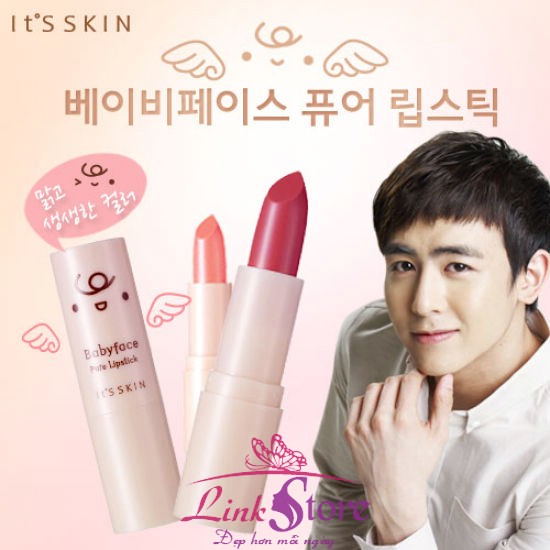 It'S SKIN
베이비페이스 퓨어 립스틱
맑고
생생한 컬러
Babyface
Pure Lipstick
It'S SKIN
Link Store
Đẹp hơn mỗi ngày